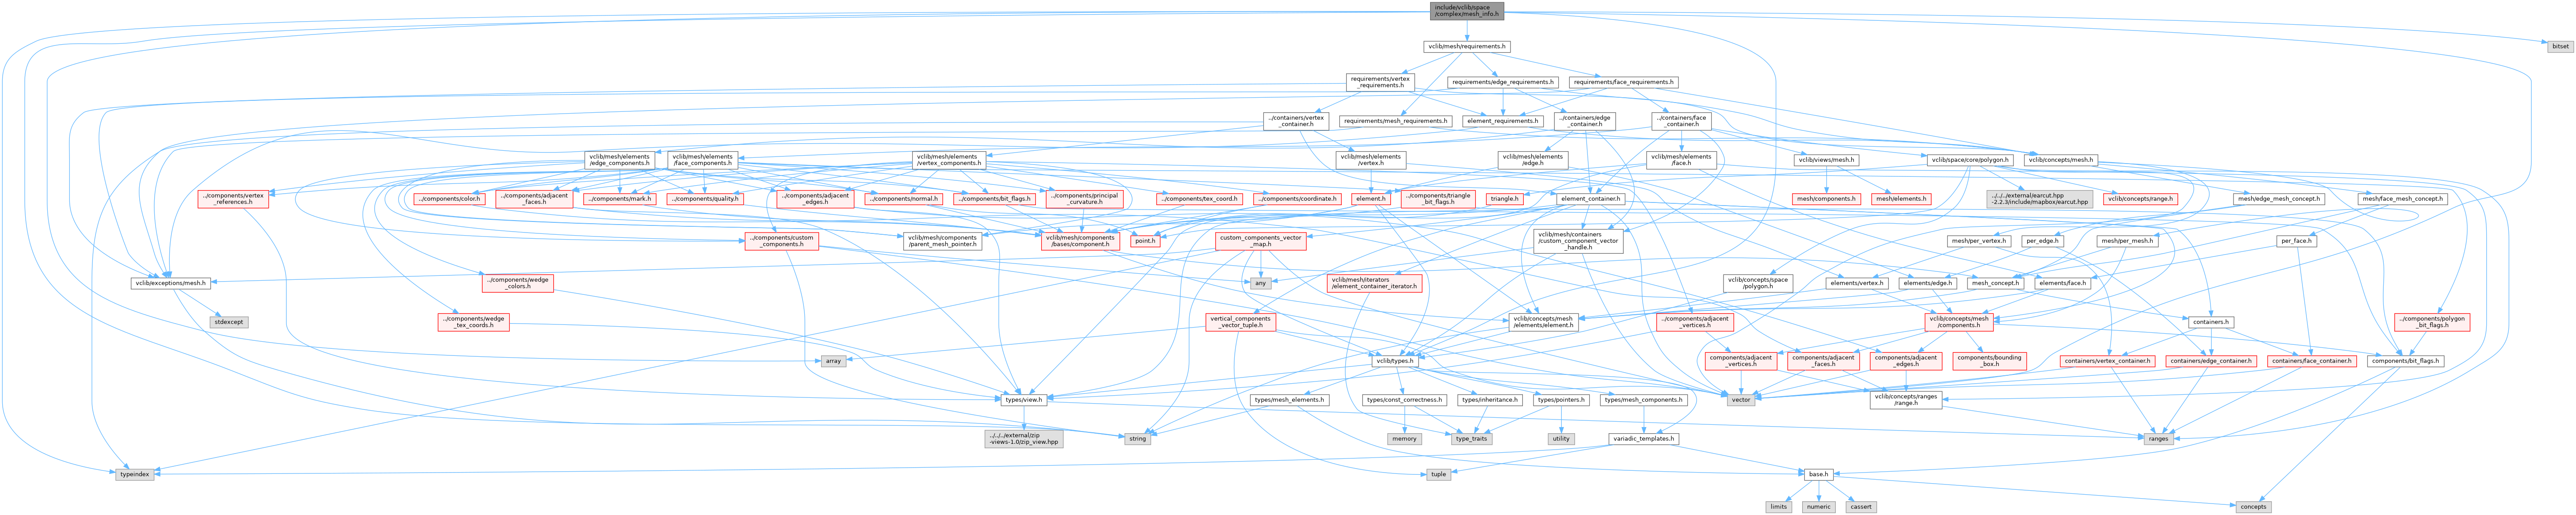 include/vclib/space
/complex/mesh_info.h
vclib/mesh/requirements.h
bitset
requirements/vertex
_requirements.h
requirements/edge_requirements.h
requirements/face_requirements.h
../containers/vertex
_container.h
requirements/mesh_requirements.h
element_requirements.h
../containers/edge
_container.h
../containers/face
_container.h
vclib/mesh/elements
/edge_components.h
vclib/mesh/elements
/face_components.h
vclib/mesh/elements
/vertex_components.h
vclib/mesh/elements
/vertex.h
vclib/mesh/elements
/edge.h
vclib/mesh/elements
/face.h
vclib/views/mesh.h
vclib/space/core/polygon.h
vclib/concepts/mesh.h
../components/vertex
_references.h
../components/color.h
../components/adjacent
_faces.h
../components/mark.h
../components/quality.h
../components/adjacent
_edges.h
../components/normal.h
../components/bit_flags.h
../components/principal
_curvature.h
../components/tex_coord.h
../components/coordinate.h
element.h
../components/triangle
_bit_flags.h
triangle.h
element_container.h
mesh/components.h
mesh/elements.h
../../../external/earcut.hpp
-2.2.3/include/mapbox/earcut.hpp
vclib/concepts/range.h
mesh/edge_mesh_concept.h
mesh/face_mesh_concept.h
../components/custom
_components.h
vclib/mesh/components
/parent_mesh_pointer.h
vclib/mesh/components
/bases/component.h
point.h
custom_components_vector
_map.h
vclib/mesh/containers
/custom_component_vector
_handle.h
mesh/per_vertex.h
per_edge.h
mesh/per_mesh.h
per_face.h
vclib/exceptions/mesh.h
../components/wedge
_colors.h
any
vclib/mesh/iterators
/element_container_iterator.h
vclib/concepts/space
/polygon.h
elements/vertex.h
elements/edge.h
mesh_concept.h
elements/face.h
stdexcept
../components/wedge
_tex_coords.h
vertical_components
_vector_tuple.h
vclib/concepts/mesh
/elements/element.h
../components/adjacent
_vertices.h
vclib/concepts/mesh
/components.h
containers.h
../components/polygon
_bit_flags.h
array
vclib/types.h
components/adjacent
_vertices.h
components/adjacent
_faces.h
components/adjacent
_edges.h
components/bounding
_box.h
containers/vertex_container.h
containers/edge_container.h
containers/face_container.h
components/bit_flags.h
types/view.h
types/mesh_elements.h
types/const_correctness.h
types/inheritance.h
types/pointers.h
types/mesh_components.h
vector
vclib/concepts/ranges
/range.h
../../../external/zip
-views-1.0/zip_view.hpp
string
memory
type_traits
utility
variadic_templates.h
ranges
typeindex
tuple
base.h
limits
numeric
cassert
concepts